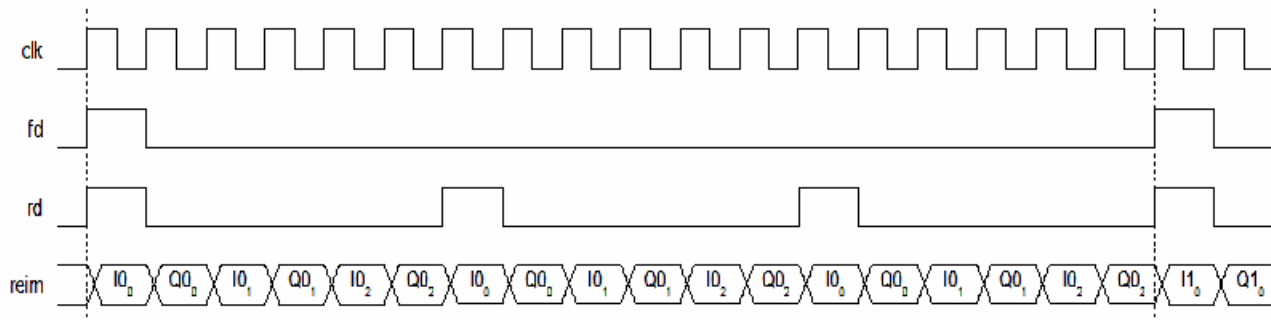 clk
fd
rd
reim I0₀ Q0₀ I0₁ Q0₁ I0₂ Q0₂ I0₀ Q0₀ I0₁ Q0₁ I0₂ Q0₂ I0₀ Q0₀ I0₁ Q0₁ I0₂ Q0₂ I1₀ Q1₀